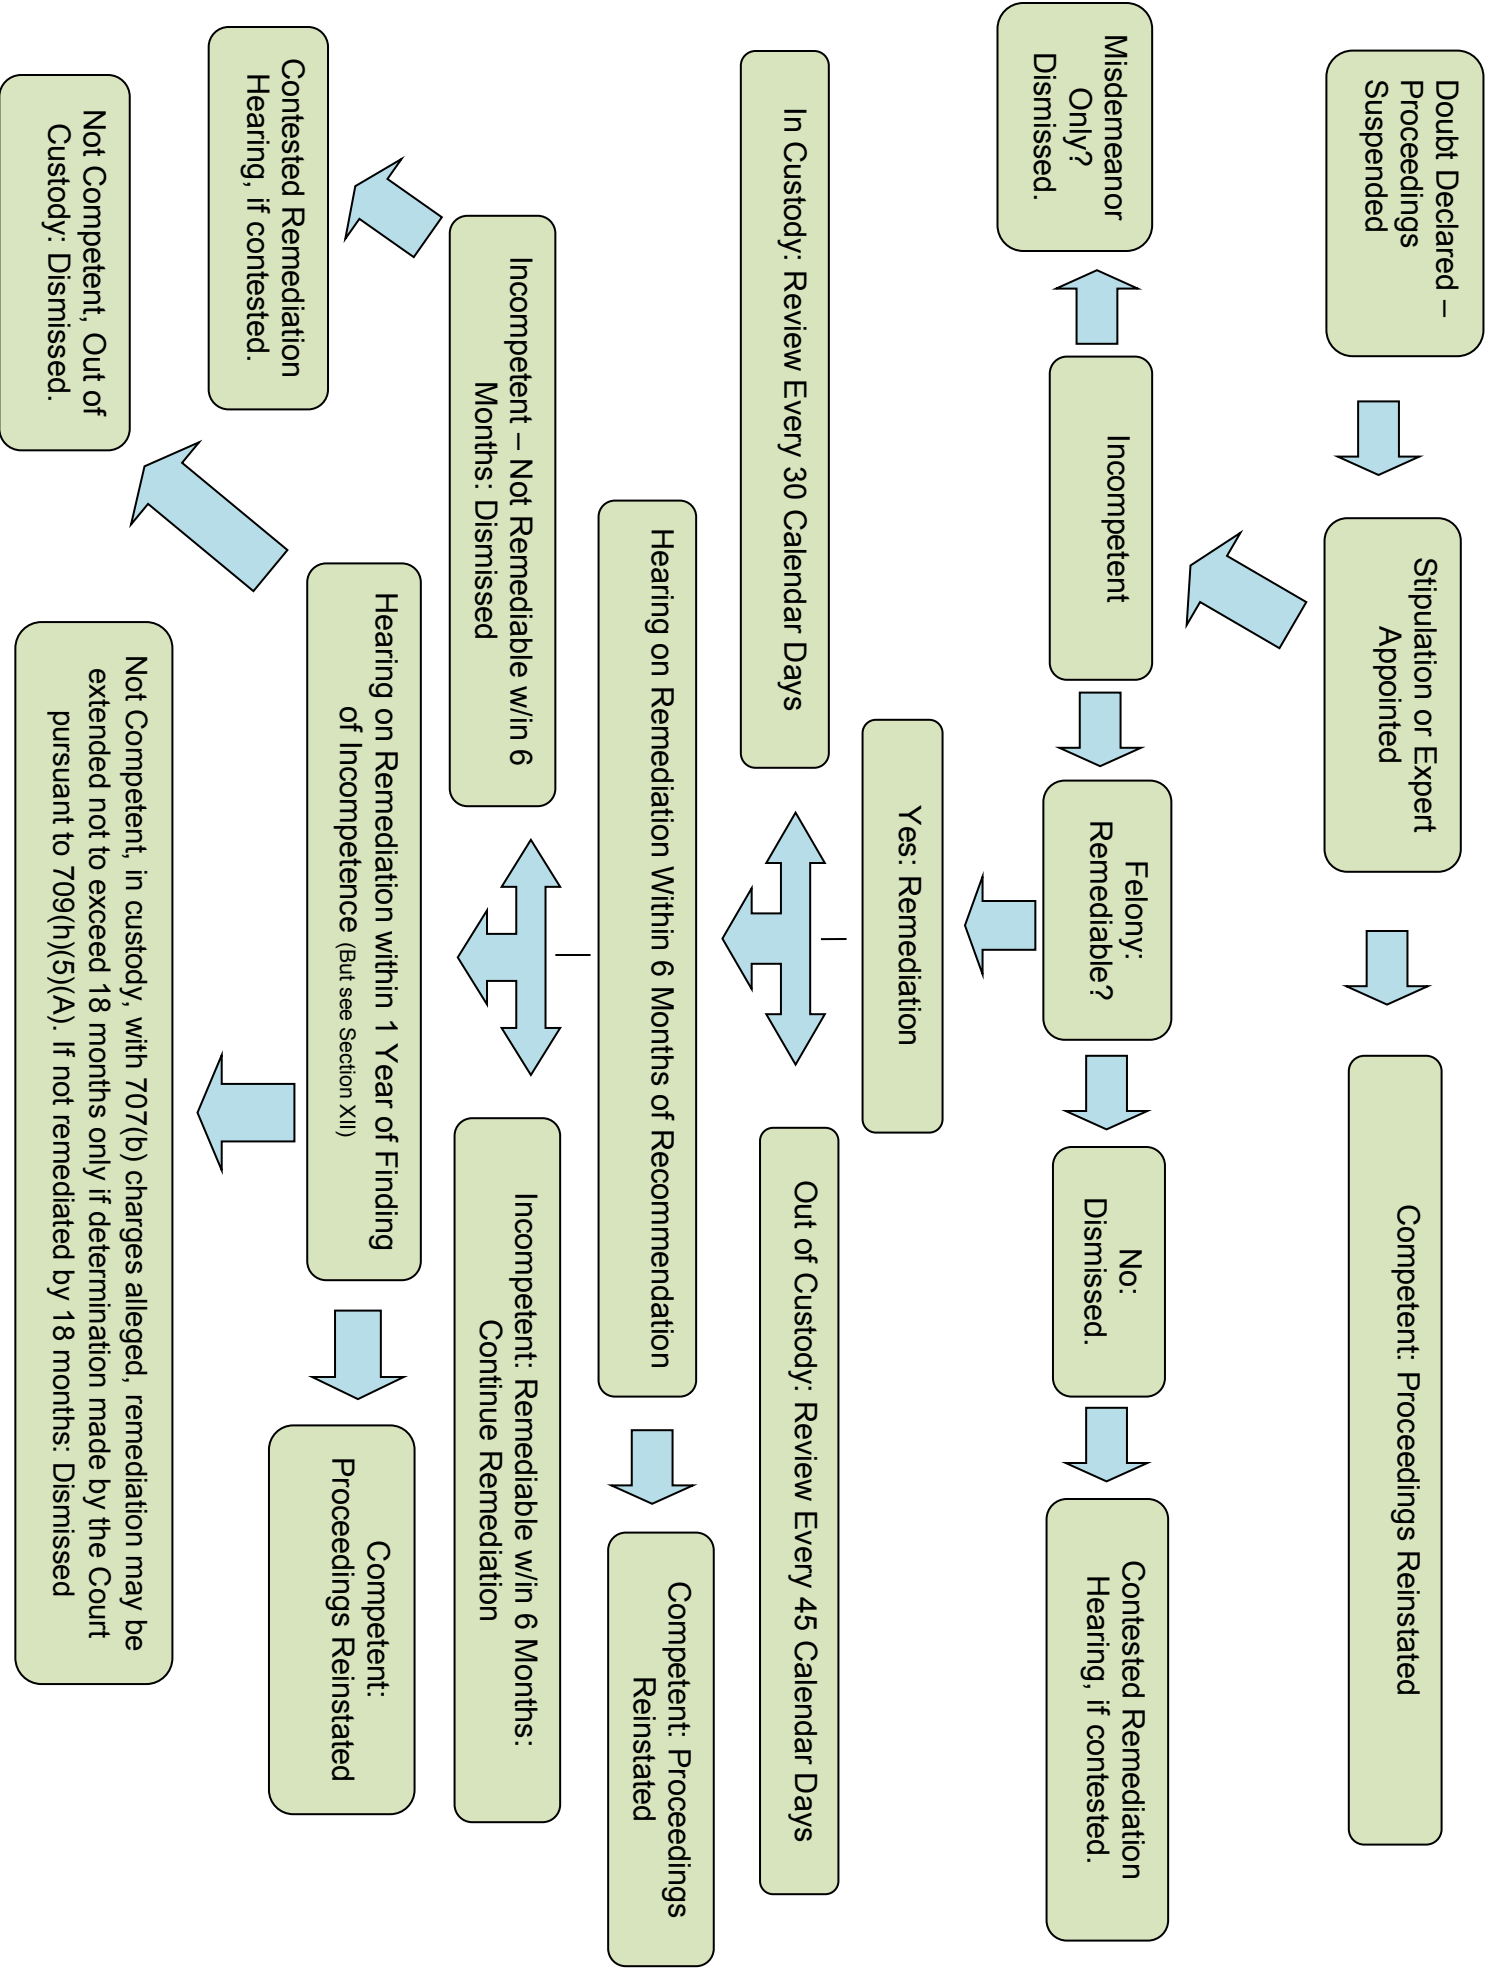 Doubt Declared –
Proceedings
Suspended
Stipulation or Expert
Appointed
Competent: Proceedings Reinstated
Misdemeanor
Only?
Dismissed.
Incompetent
Felony:
Remediable?
No:
Dismissed.
Contested Remediation
Hearing, if contested.
Yes: Remediation
In Custody: Review Every 30 Calendar Days
Out of Custody: Review Every 45 Calendar Days
Hearing on Remediation Within 6 Months of Recommendation
Competent: Proceedings
Reinstated
Incompetent – Not Remediable w/in 6
Months: Dismissed
Incompetent: Remediable w/in 6 Months:
Continue Remediation
Contested Remediation
Hearing, if contested.
Hearing on Remediation within 1 Year of Finding
of Incompetence (But see Section XII)
Competent:
Proceedings Reinstated
Not Competent, Out of
Custody: Dismissed.
Not Competent, in custody, with 707(b) charges alleged, remediation may be
extended not to exceed 18 months only if determination made by the Court
pursuant to 709(h)(5)(A). If not remediated by 18 months: Dismissed